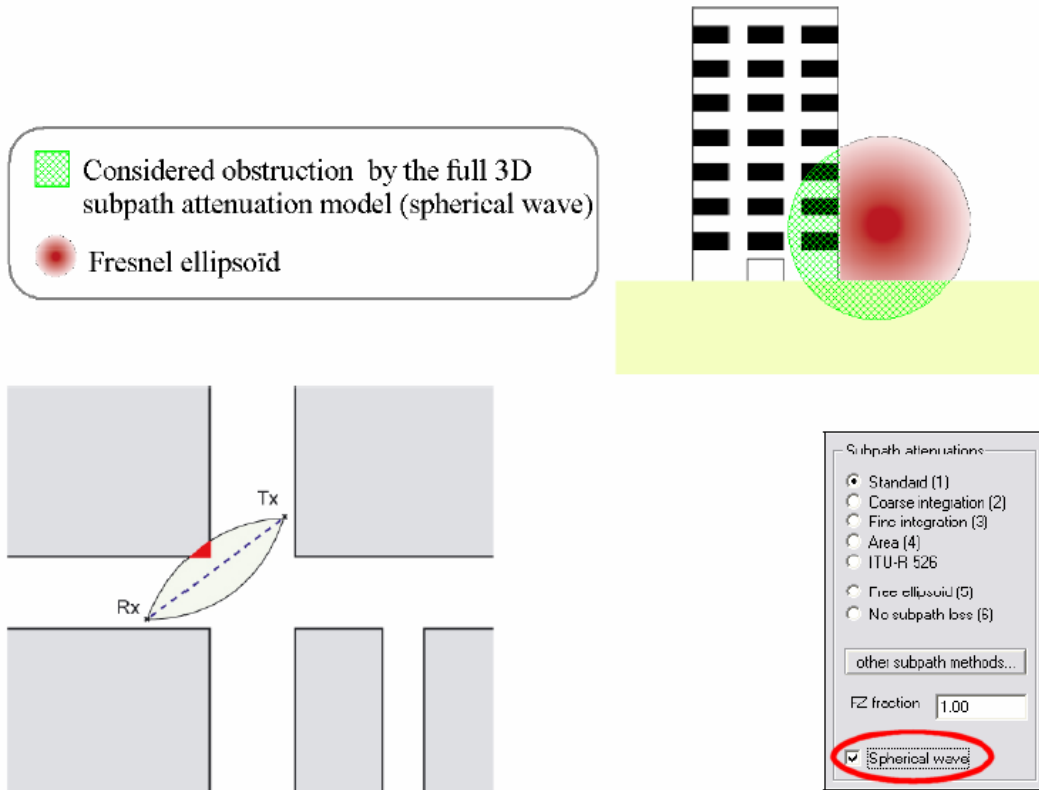 Considered obstruction by the full 3D
subpath attenuation model (spherical wave)
Fresnel ellipsoïd
Tx
Rx
Subpath attenuations
Standard (1)
Coarse integration (2)
Fine integration (3)
Area (4)
ITU-R 526
Free ellipsoid (5)
No subpath loss (6)
other subpath methods...
FZ fraction 1.00
Spherical wave